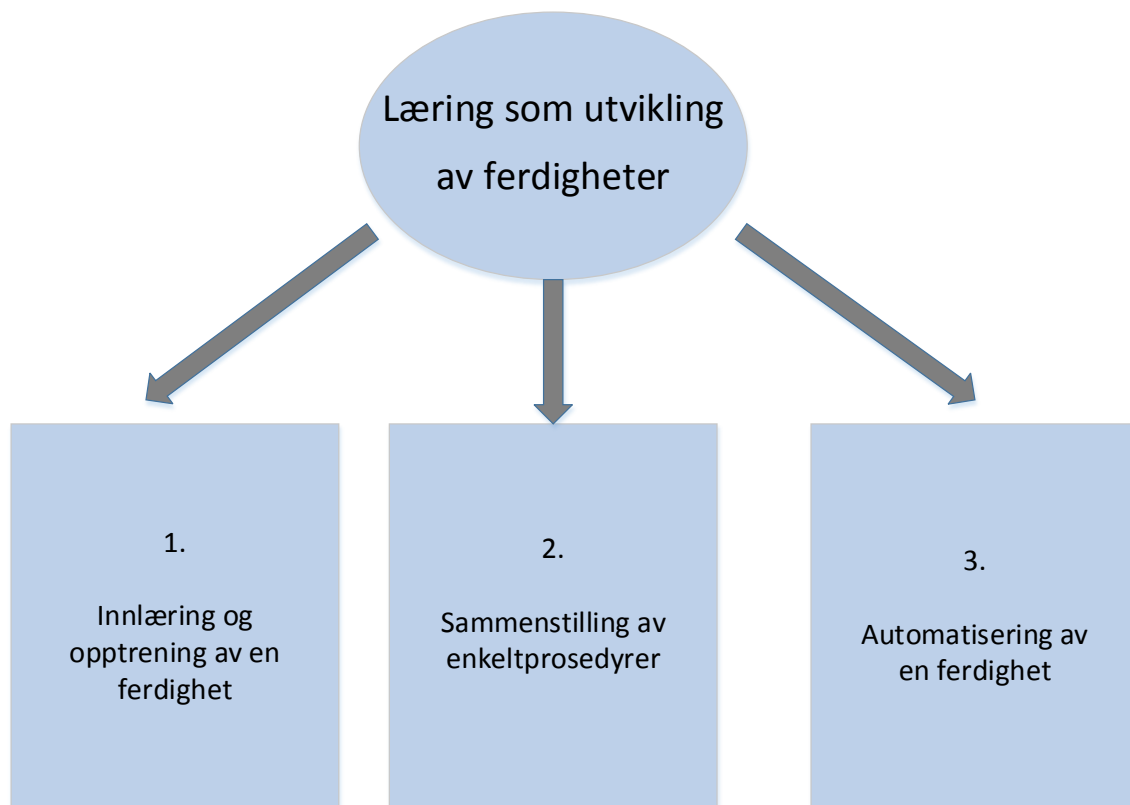 Læring som utvikling
av ferdigheter
1.
Innlæring og
opptrening av en
ferdighet
2.
Sammenstilling av
enkeltprosedyrer
3.
Automatisering av
en ferdighet